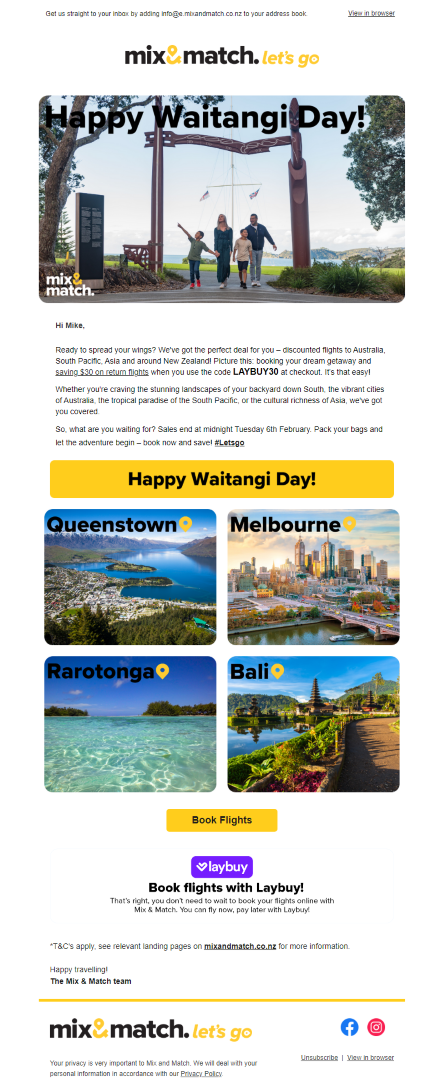 Get us straight to your inbox by adding info@e.mixandmatch.co.nz to your address book.
View in browser
mix&match. let's go
Happy Waitangi Day!
mix&
match.
Hi Mike,
Ready to spread your wings? We've got the perfect deal for you – discounted flights to Australia,
South Pacific, Asia and around New Zealand! Picture this: booking your dream getaway and
saving $30 on return flights when you use the code LAYBUY30 at checkout. It's that easy!
Whether you're craving the stunning landscapes of your backyard down South, the vibrant cities
of Australia, the tropical paradise of the South Pacific, or the cultural richness of Asia, we've got
you covered
So, what are you waiting for? Sales end at midnight Tuesday 6th February. Pack your bags and
let the adventure begin – book now and save! #Letsgo
Happy Waitangi Day!
Queenstown
Melbourne
Rarotonga
Bali
Book Flights
laybuy
Book flights with Laybuy!
That's right, you don't need to wait to book your flights online with
Mix & Match. You can fly now, pay later with Laybuy!
*T&C's apply, see relevant landing pages on mixandmatch.co.nz for more information.
Happy travelling!
The Mix & Match team
mix&match. let's go
Unsubscribe | View in browser
Your privacy is very important to Mix and Match. We will deal with your
personal information in accordance with our Privacy Policy.